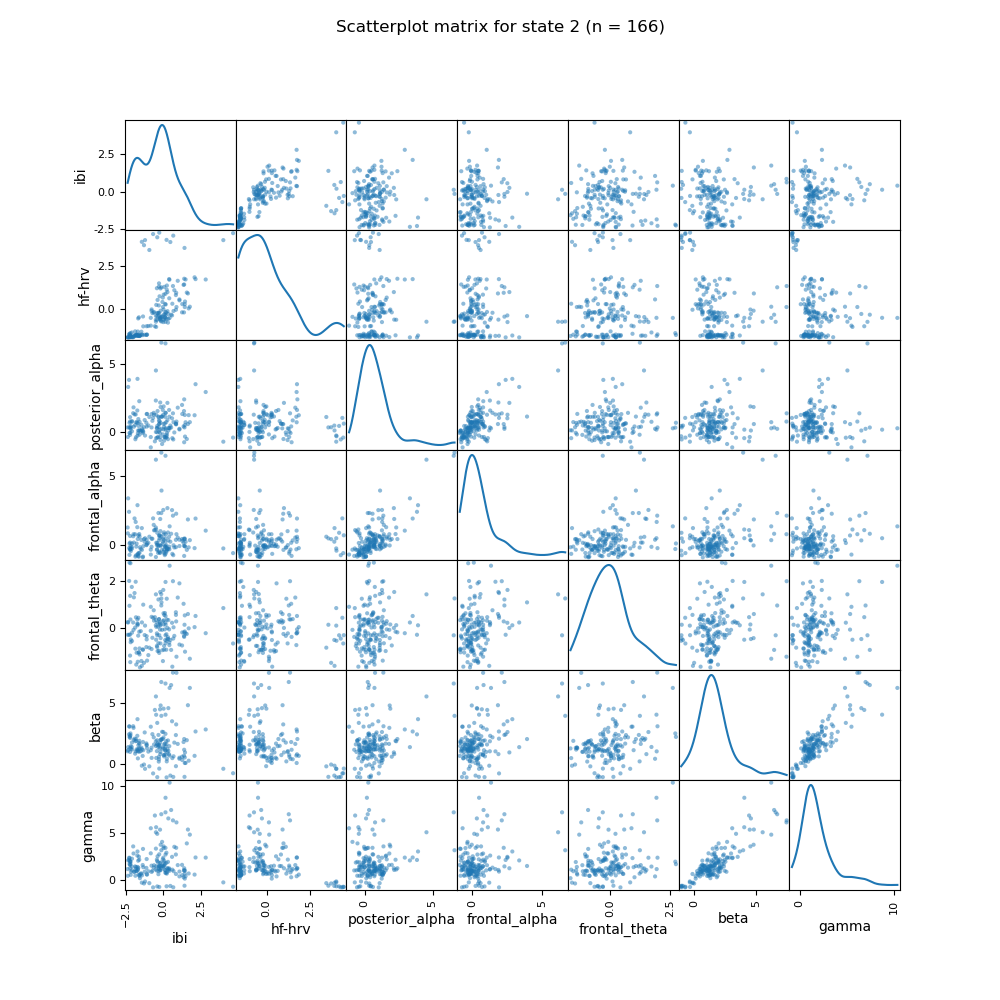 Scatterplot matrix for state 2 (n = 166)
ibi
2.5
0.0
-2.5
hf-hrv
2.5
0.0
posterior_alpha
5
0
frontal_alpha
5
0
frontal_theta
2
0
beta
5
0
gamma
10
5
0
−2.5 0.0 2.5 0.0 2.5 0 5 0 5 0.0 2.5 0 5 0 10
ibi hf-hrv posterior_alpha frontal_alpha frontal_theta beta gamma